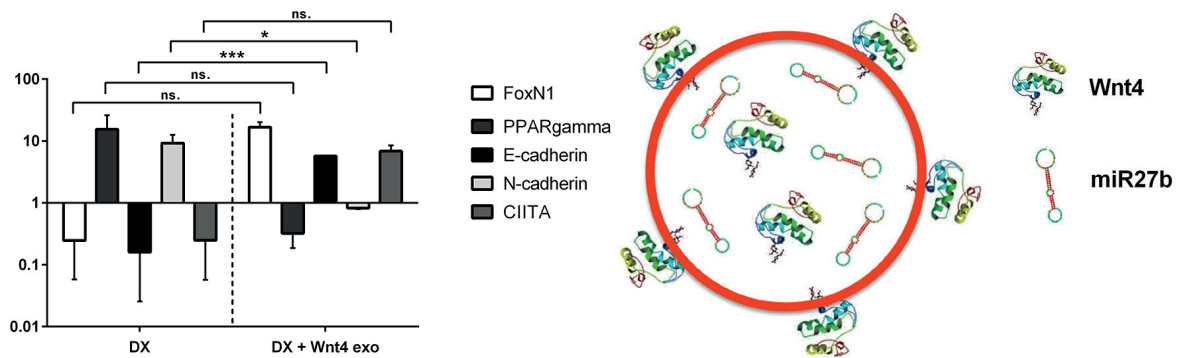 ns.
*
***
ns.
ns.
100
10
1
0.1
0.01
DX
DX + Wnt4 exo
FoxN1
PPARgamma
E-cadherin
N-cadherin
CIITA
Wnt4
miR27b